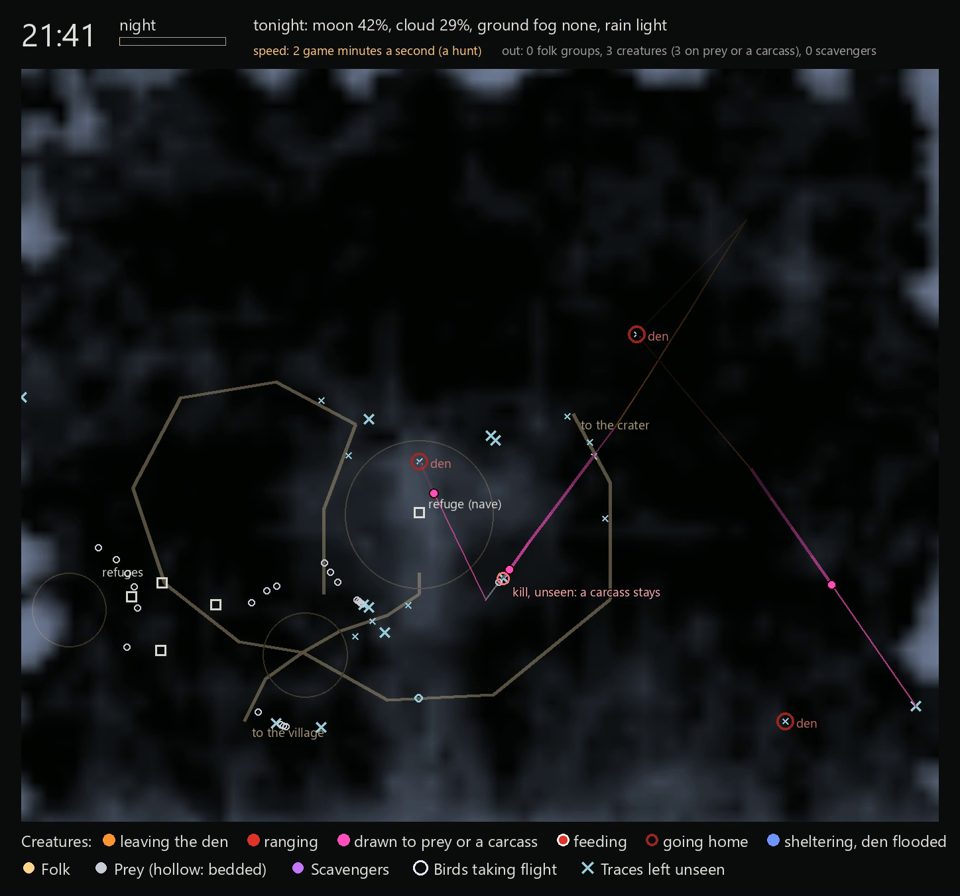 21:41
night
tonight: moon 42%, cloud 29%, ground fog none, rain light
speed: 2 game minutes a second (a hunt)
out: 0 folk groups, 3 creatures (3 on prey or a carcass), 0 scavengers
den
to the crater
den
refuge (nave)
refuges
kill, unseen: a carcass stays
den
to the village
Creatures:
leaving the den
ranging
drawn to prey or a carcass
feeding
going home
sheltering, den flooded
Folk
Prey (hollow: bedded)
Scavengers
Birds taking flight
Traces left unseen